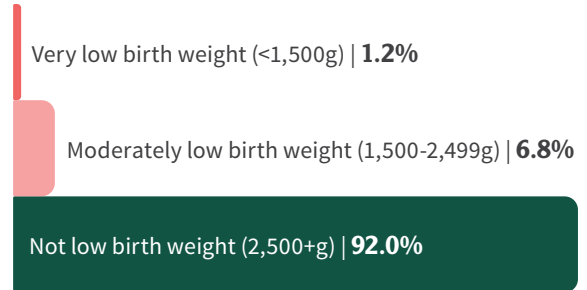 Very low birth weight (<1,500g) | 1.2%
Moderately low birth weight (1,500-2,499g) | 6.8%
Not low birth weight (2,500+g) | 92.0%